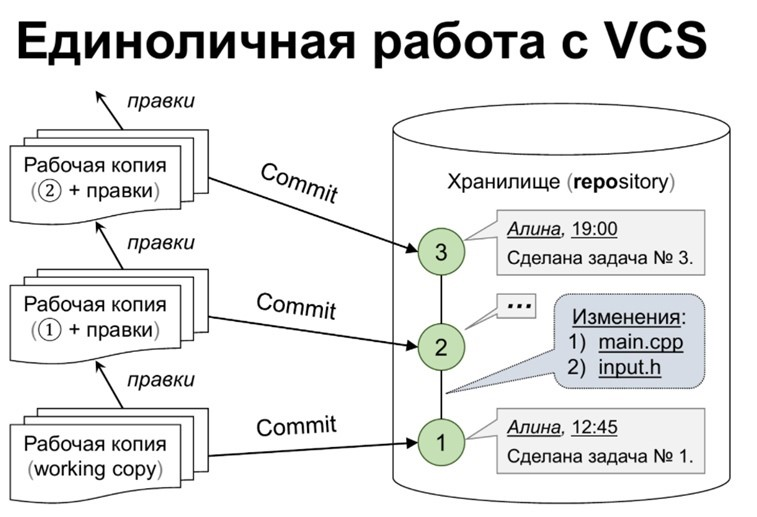 Единоличная работа с VCS
правки
Рабочая копия
(② + правки)
Commit
Хранилище (repository)
3
Алина, 19:00
Сделана задача № 3.
правки
Рабочая копия
(① + правки)
Commit
2
...
Изменения:
1) main.cpp
2) input.h
правки
Рабочая копия
(working copy)
Commit
1
Алина, 12:45
Сделана задача № 1.